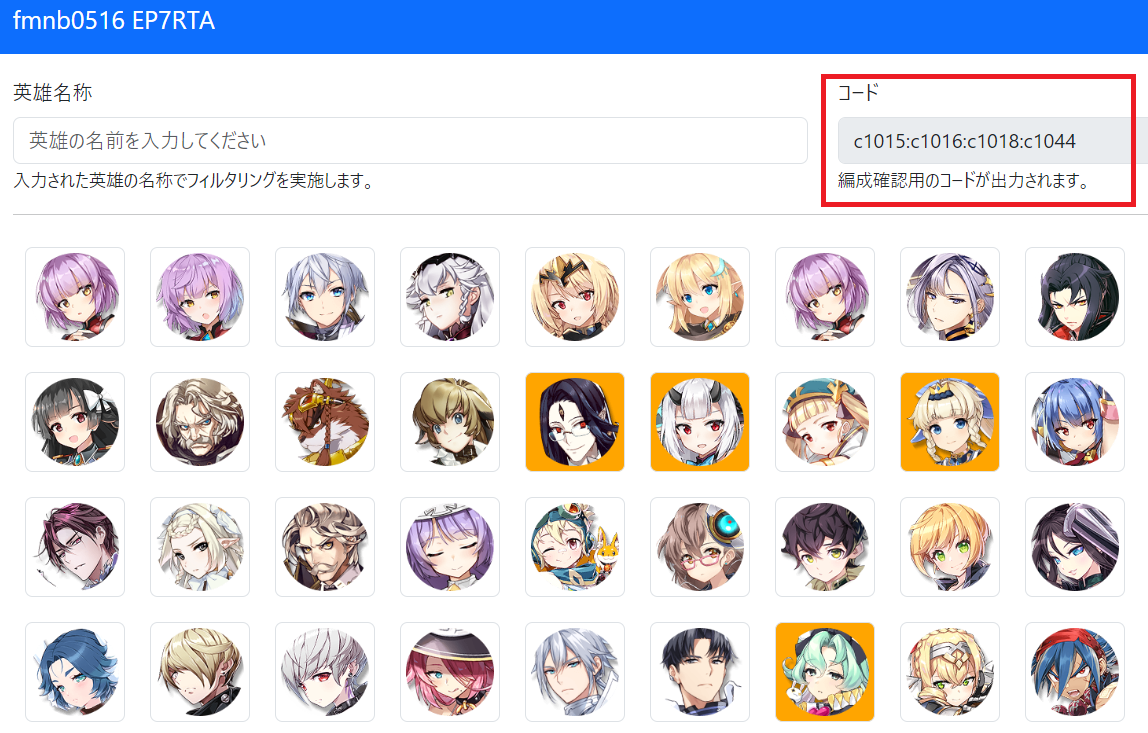 fmnb0516 EP7RTA
英雄名称
英雄の名前を入力してください
入力された英雄の名称でフィルタリングを実施します。
コード
c1015:c1016:c1018:c1044
編成確認用のコードが出力されます。